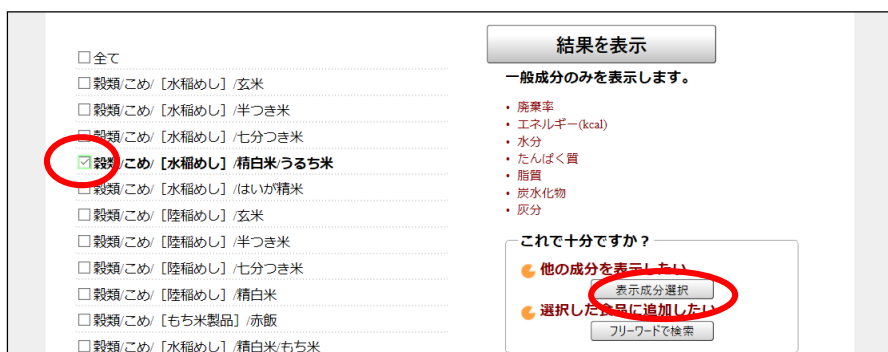 全て
穀類/こめ/［水稲めし］/玄米
穀類/こめ/［水稲めし］/半つき米
穀類/こめ/［水稲めし］/七分つき米
穀類/こめ/［水稲めし］/精白米/うるち米
穀類/こめ/［水稲めし］/はいが精米
穀類/こめ/［陸稲めし］/玄米
穀類/こめ/［陸稲めし］/半つき米
穀類/こめ/［陸稲めし］/七分つき米
穀類/こめ/［陸稲めし］/精白米
穀類/こめ/［もち米製品］/赤飯
穀類/こめ/［水稲めし］/精白米/もち米
結果を表示
一般成分のみを表示します。
・廃棄率
・エネルギー(kcal)
・水分
・たんぱく質
・脂質
・炭水化物
・灰分
これで十分ですか？
他の成分を表示したい
表示成分選択
選択した食品に追加したい
フリーワードで検索